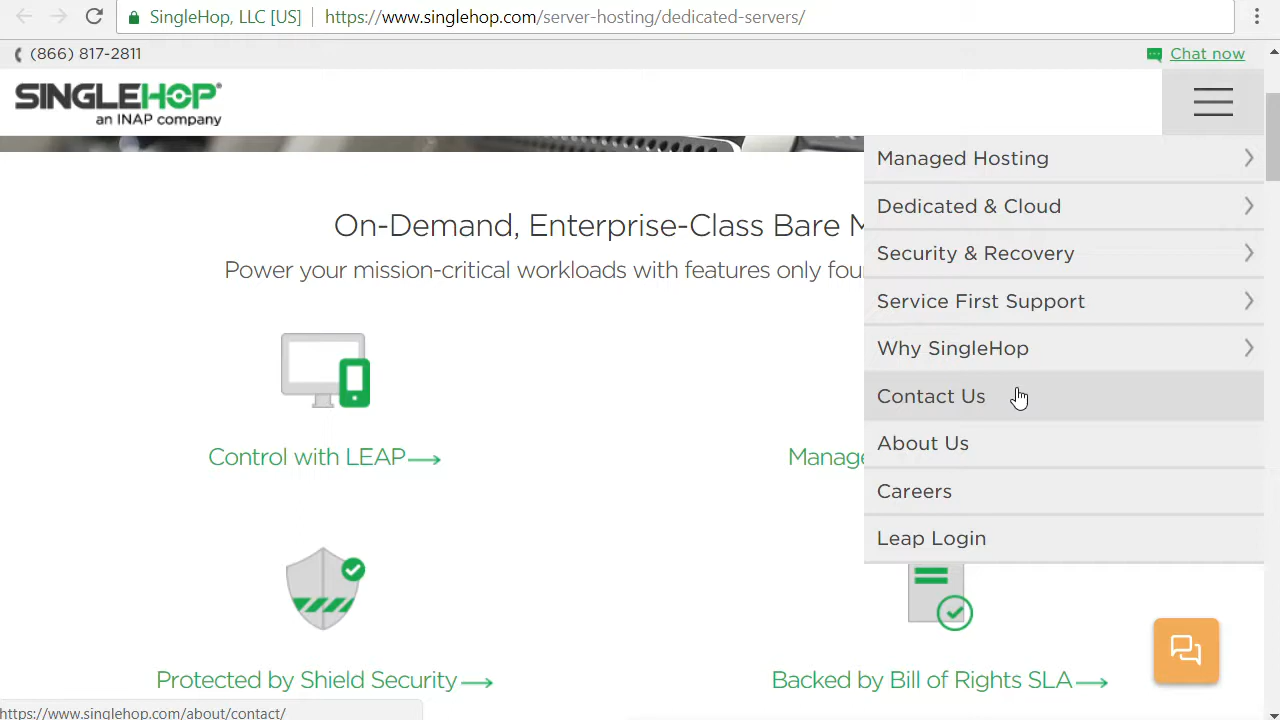 SingleHop, LLC [US] https://www.singlehop.com/server-hosting/dedicated-servers/
(866) 817-2811
Chat now
SINGLEHOP®
an INAP company
Managed Hosting
Dedicated & Cloud
Security & Recovery
Service First Support
Why SingleHop
Contact Us
About Us
Careers
Leap Login
On-Demand, Enterprise-Class Bare
Power your mission-critical workloads with features only
Control with LEAP
Protected by Shield Security
Backed by Bill of Rights SLA
https://www.singlehop.com/about/contact/